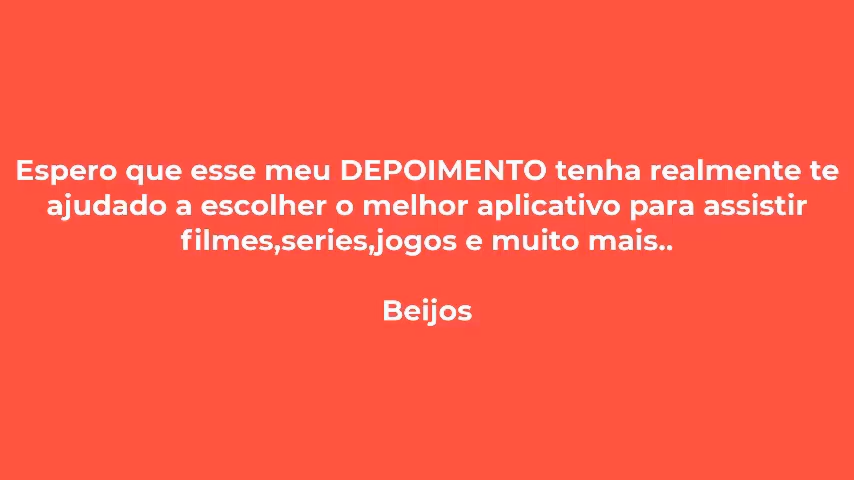 Espero que esse meu DEPOIMENTO tenha realmente te
ajudado a escolher o melhor aplicativo para assistir
filmes,series,jogos e muito mais..
Beijos